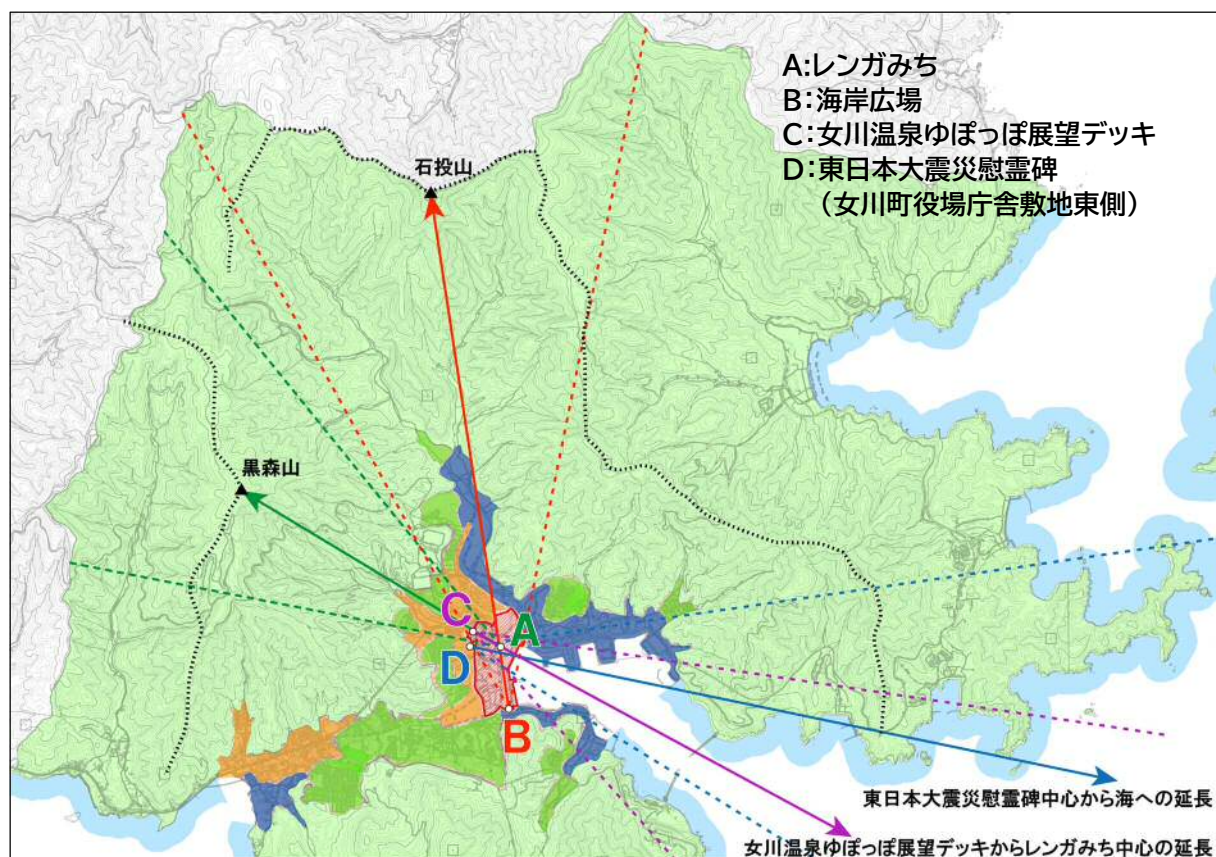 A:レンガみち
B:海岸広場
C:女川温泉ゆぽっぽ展望デッキ
D:東日本大震災慰霊碑
（女川町役場庁舎敷地東側）
石投山
黒森山
C
A
D
B
東日本大震災慰霊碑中心から海への延長
女川温泉ゆぽっぽ展望デッキからレンガみち中心の延長